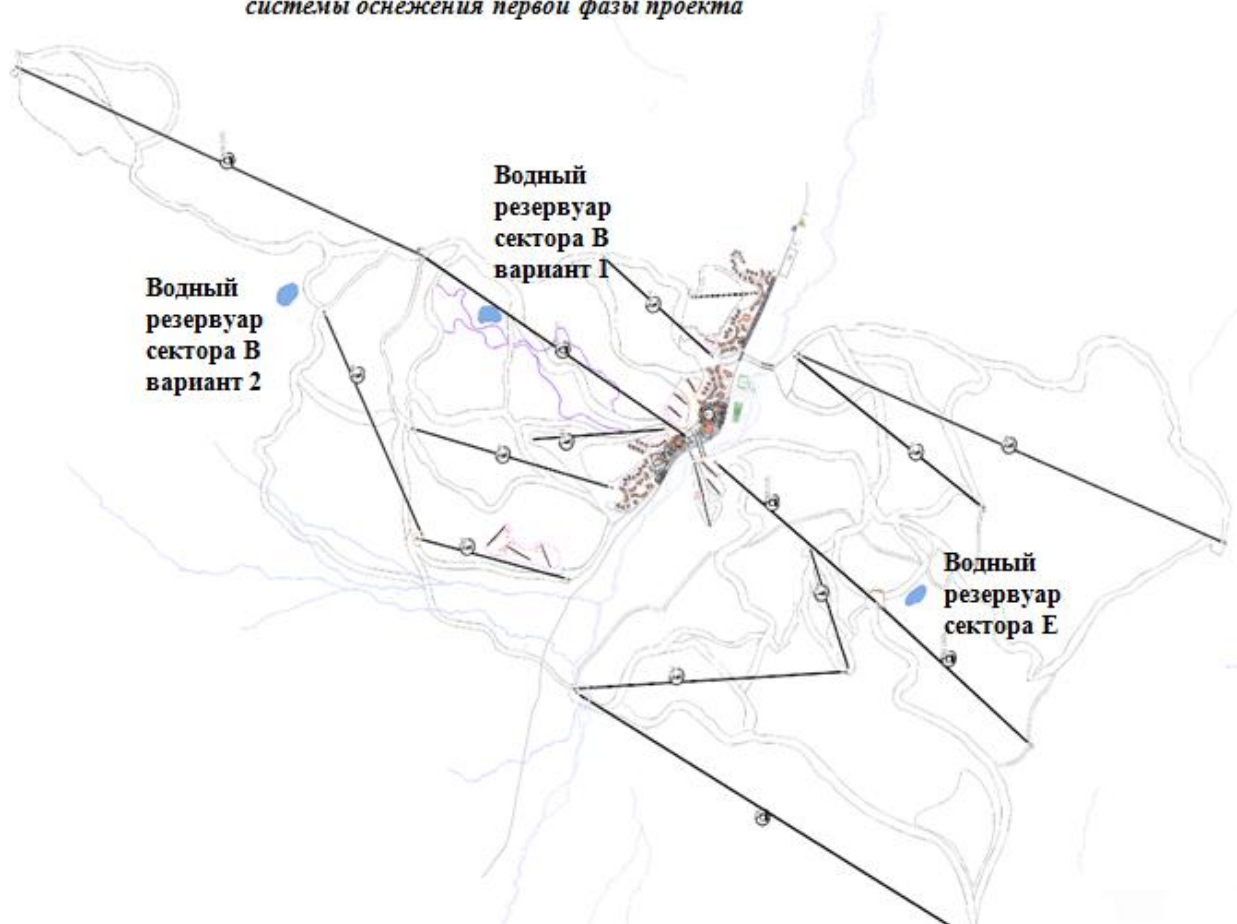 системы оснежения первой фазы проекта
Водный
резервуар
сектора В
вариант 1
Водный
резервуар
сектора В
вариант 2
Водный
резервуар
сектора Е